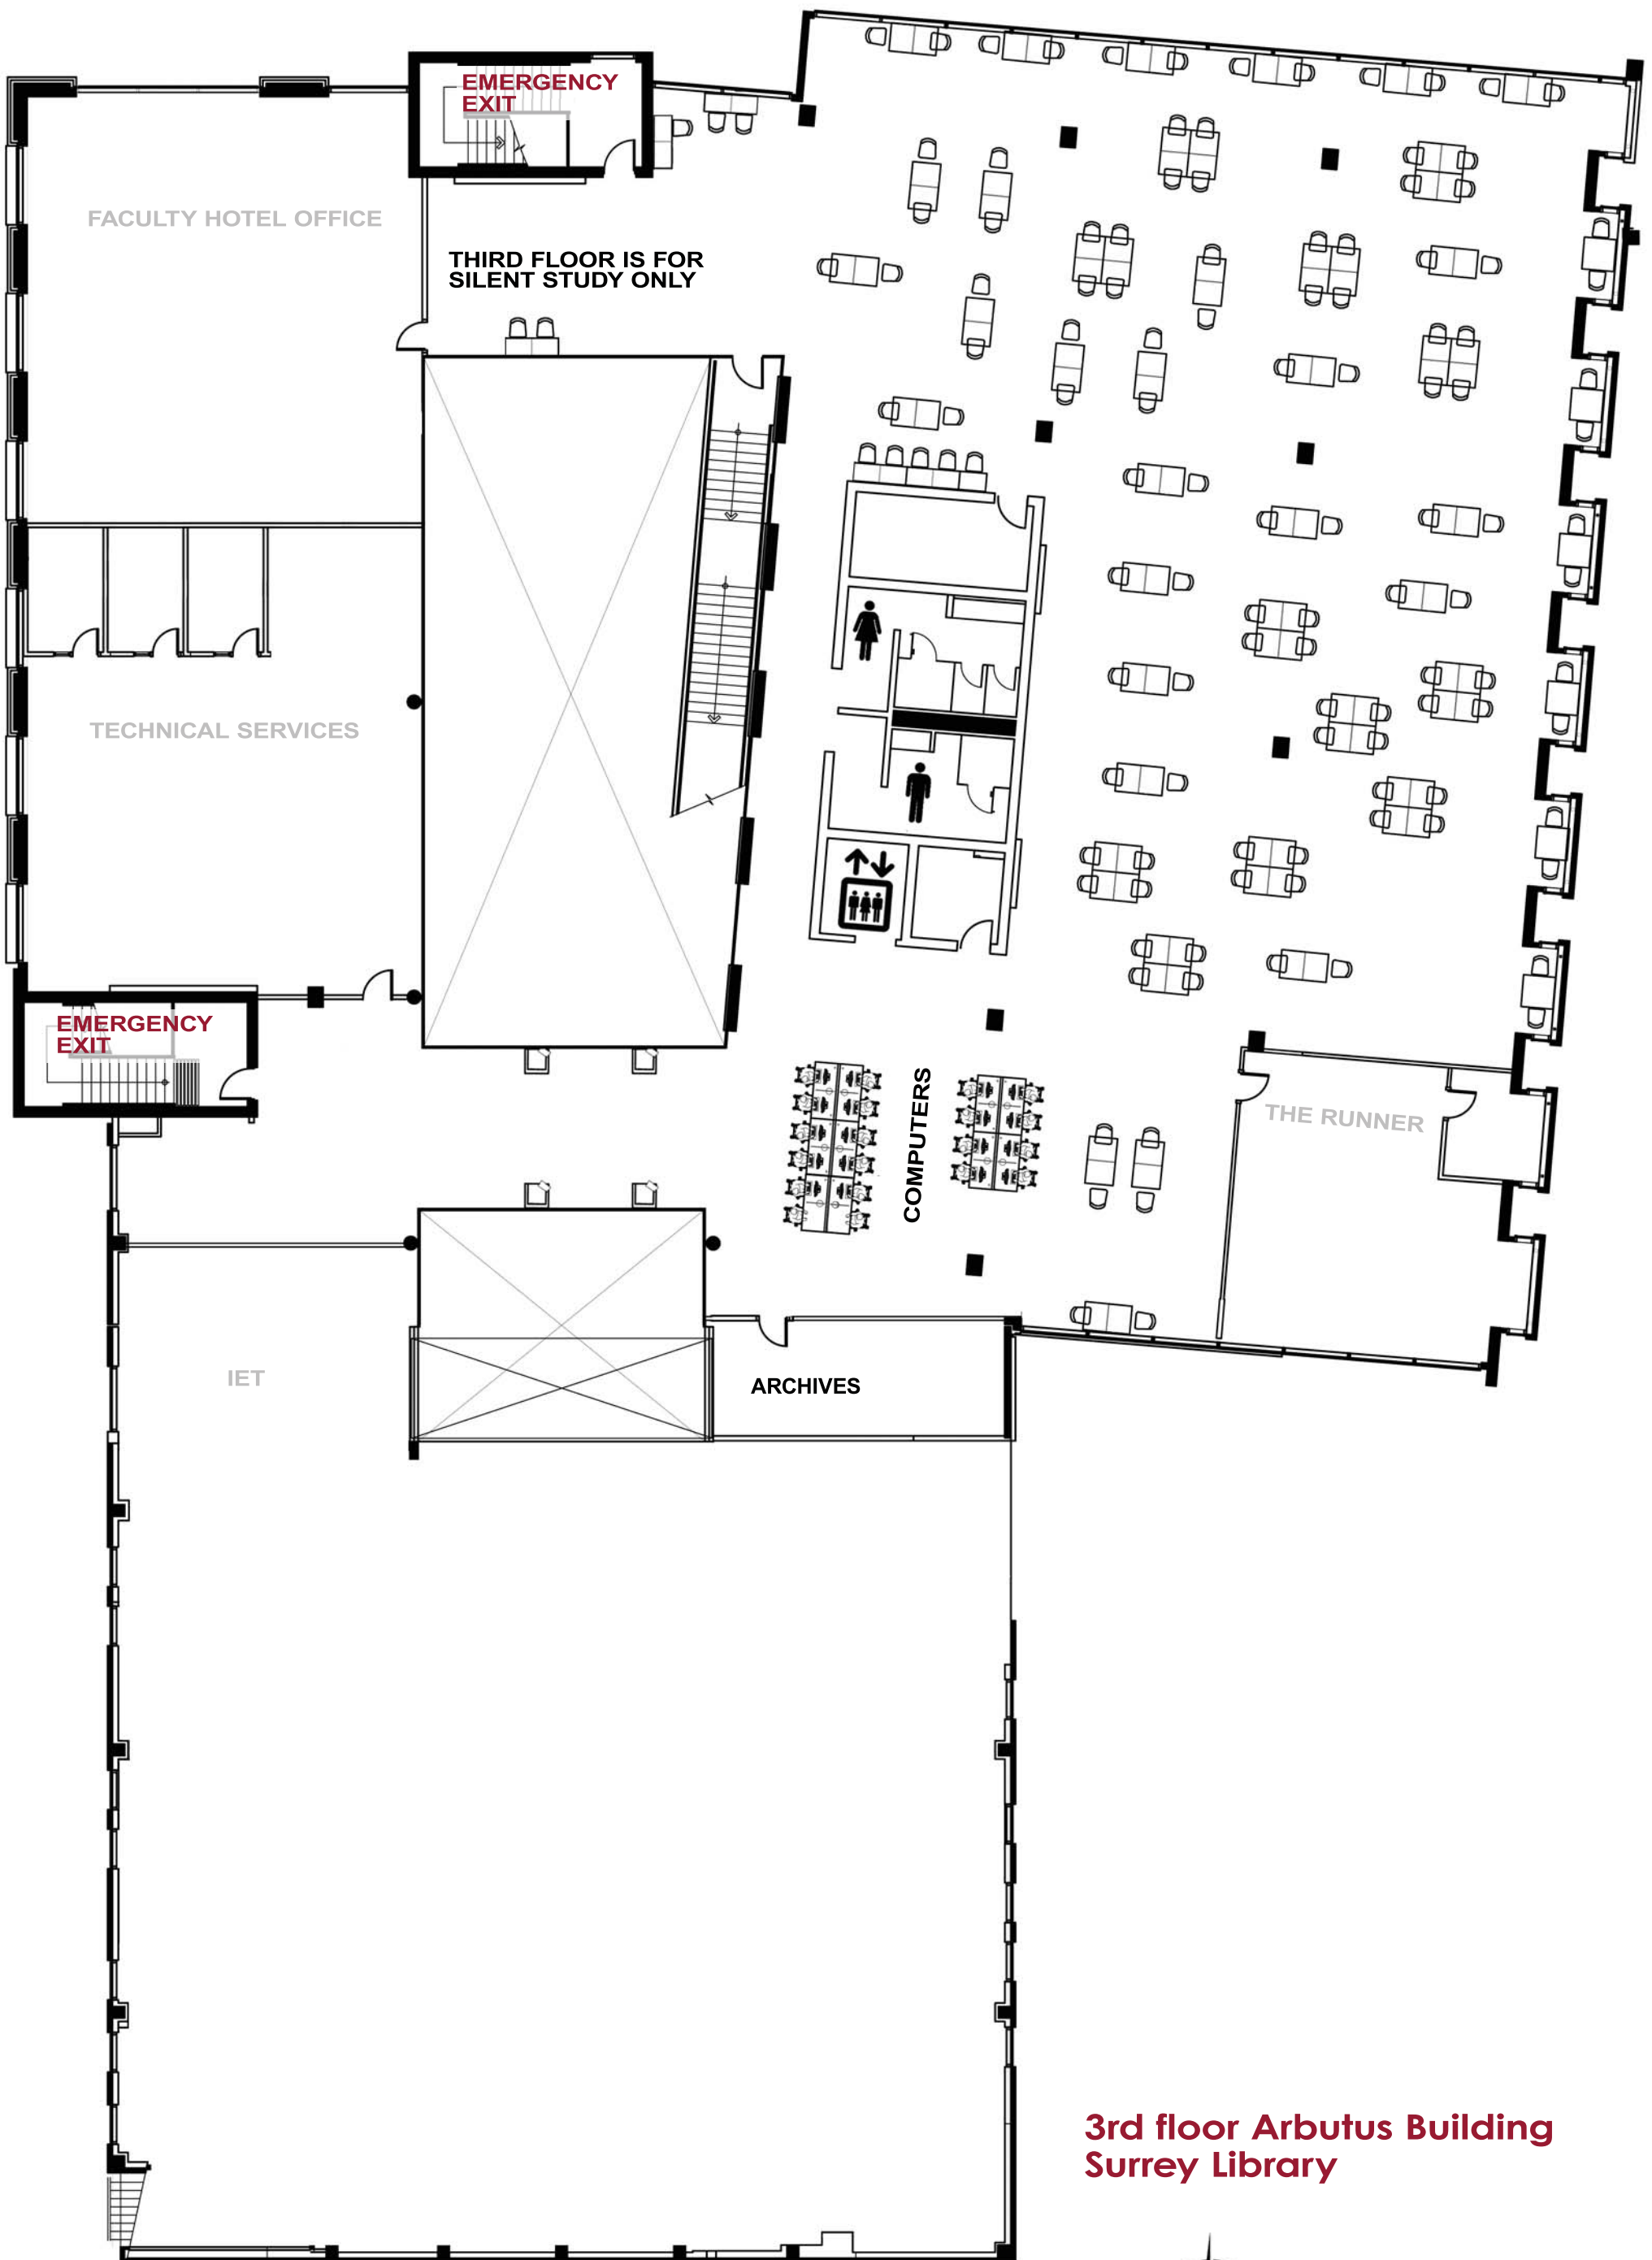 EMERGENCY
EXIT
FACULTY HOTEL OFFICE
THIRD FLOOR IS FOR
SILENT STUDY ONLY
TECHNICAL SERVICES
EMERGENCY
EXIT
COMPUTERS
THE RUNNER
IET
ARCHIVES
3rd floor Arbutus Building
Surrey Library